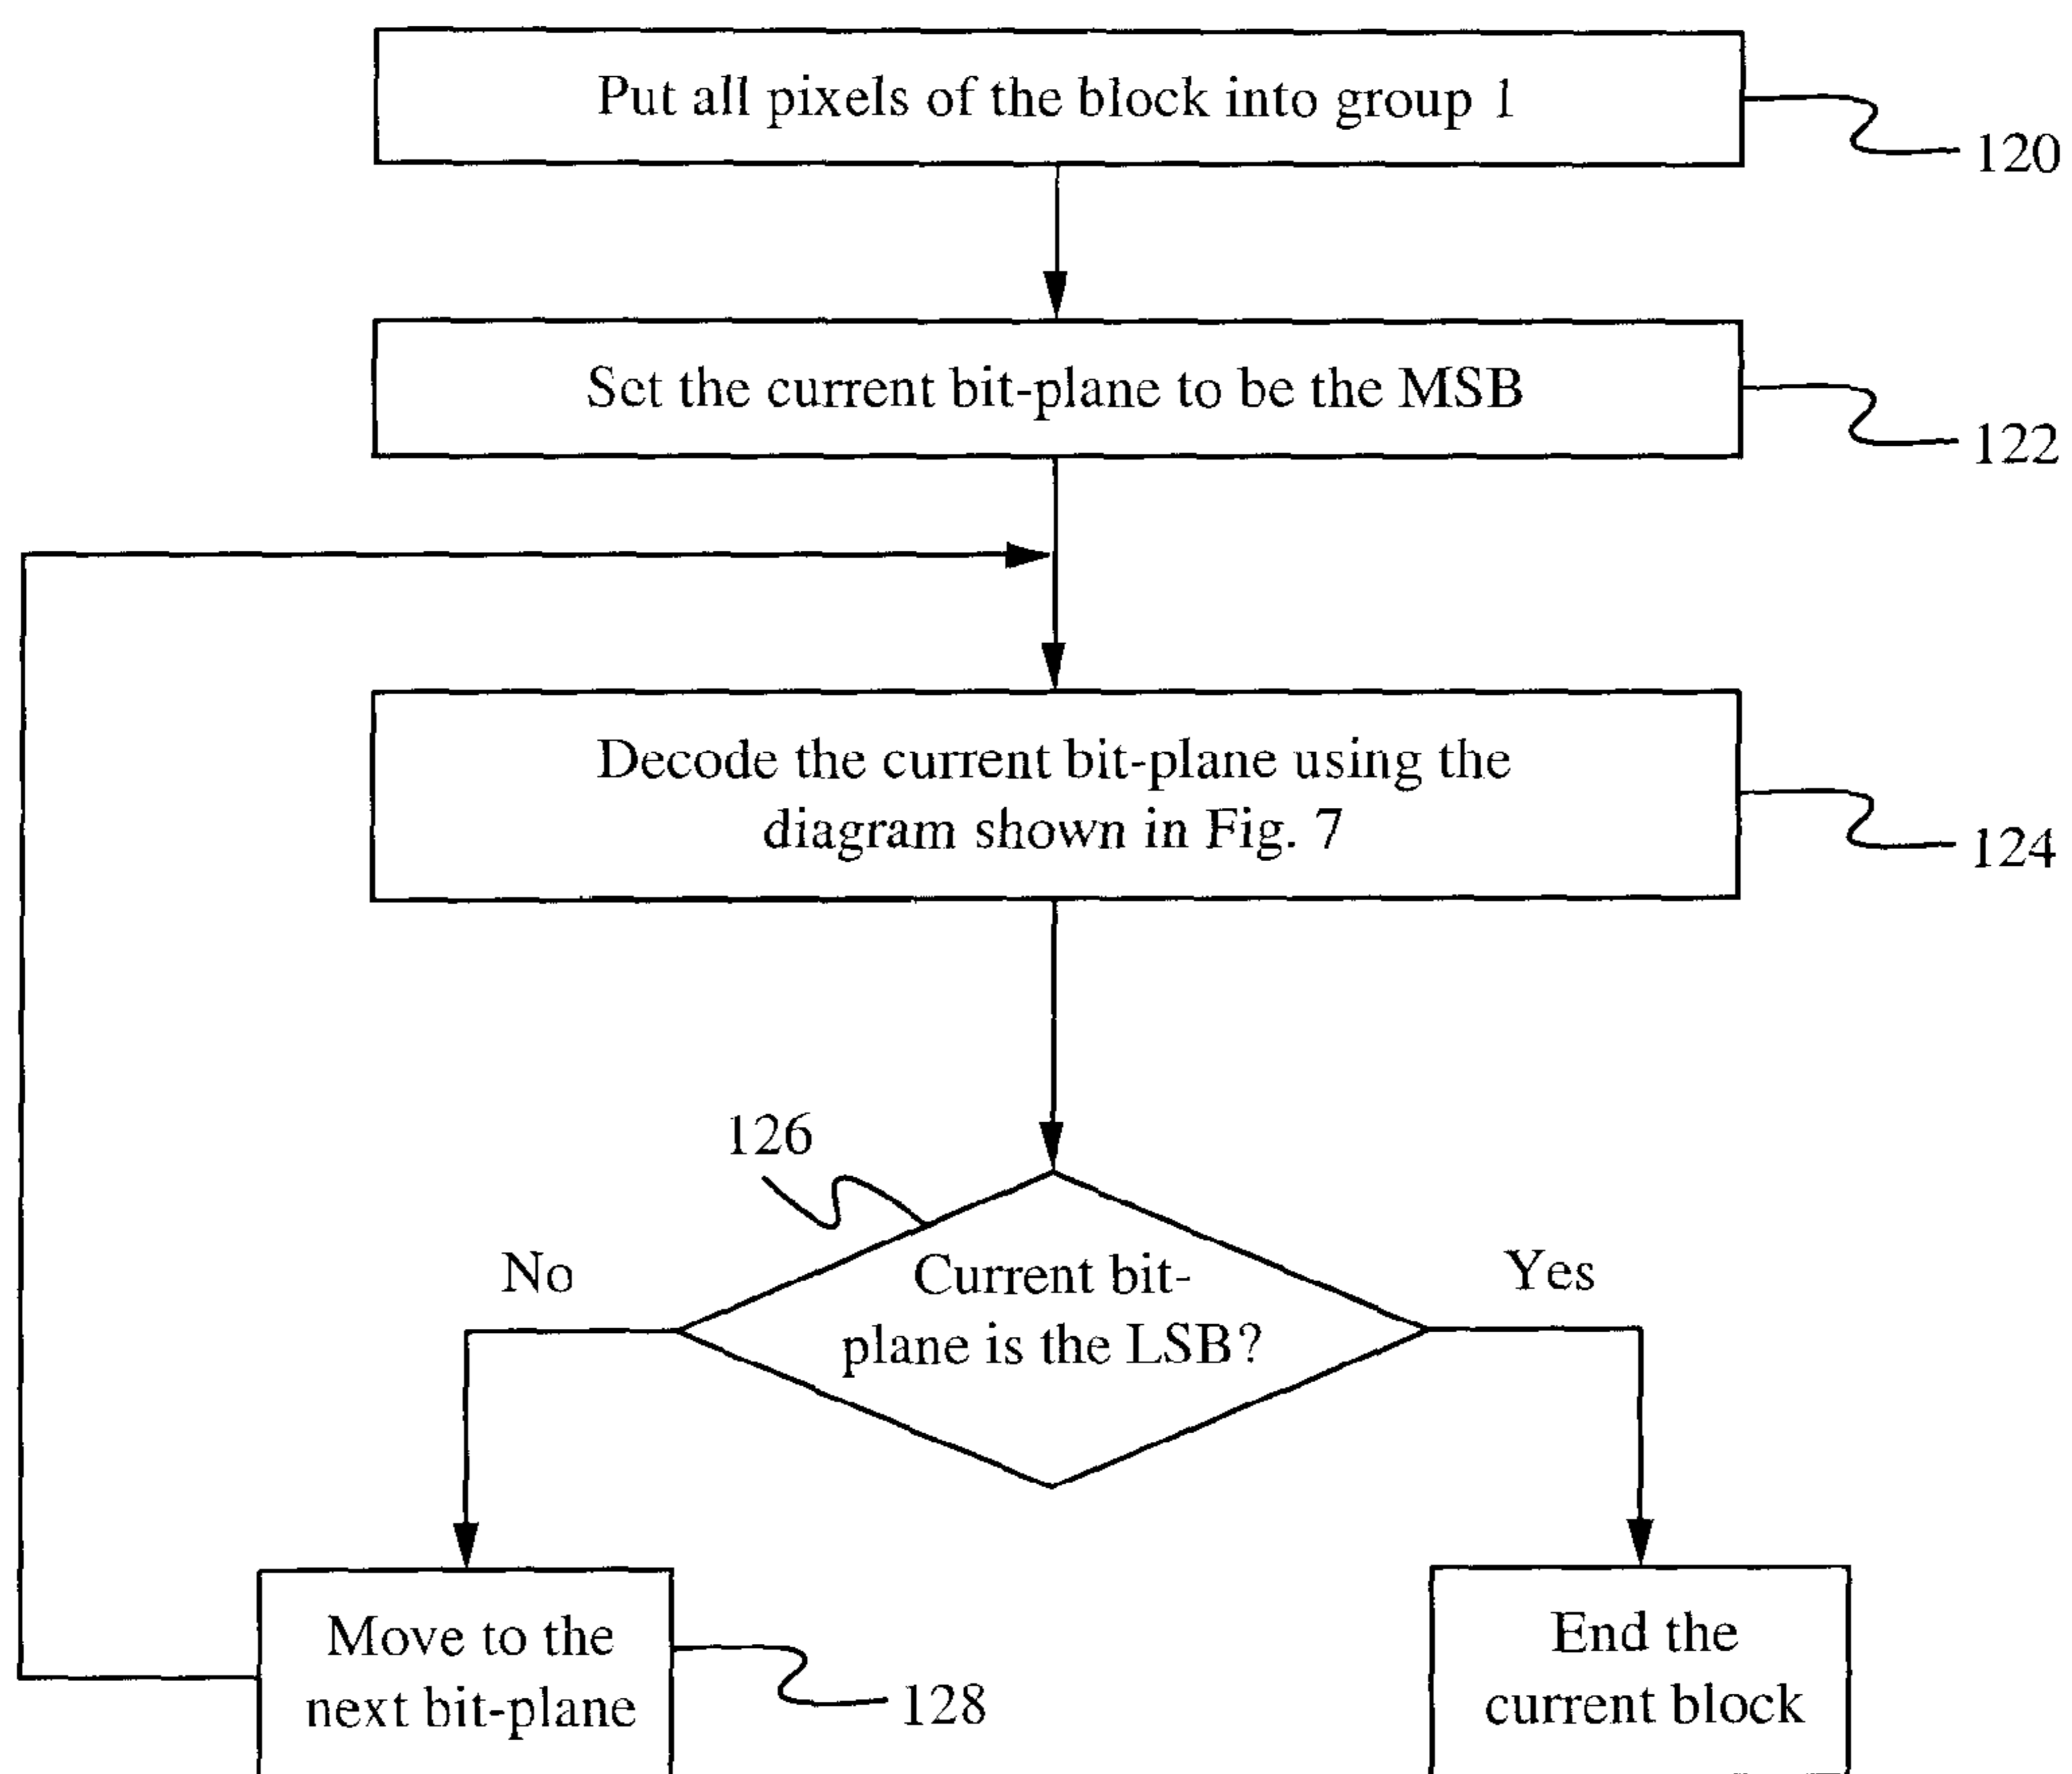 Put all pixels of the block into group 1
120
Set the current bit-plane to be the MSB
122
Decode the current bit-plane using the
diagram shown in Fig. 7
124
126
No
Current bit-
plane is the LSB?
Yes
Move to the
next bit-plane
128
End the
current block